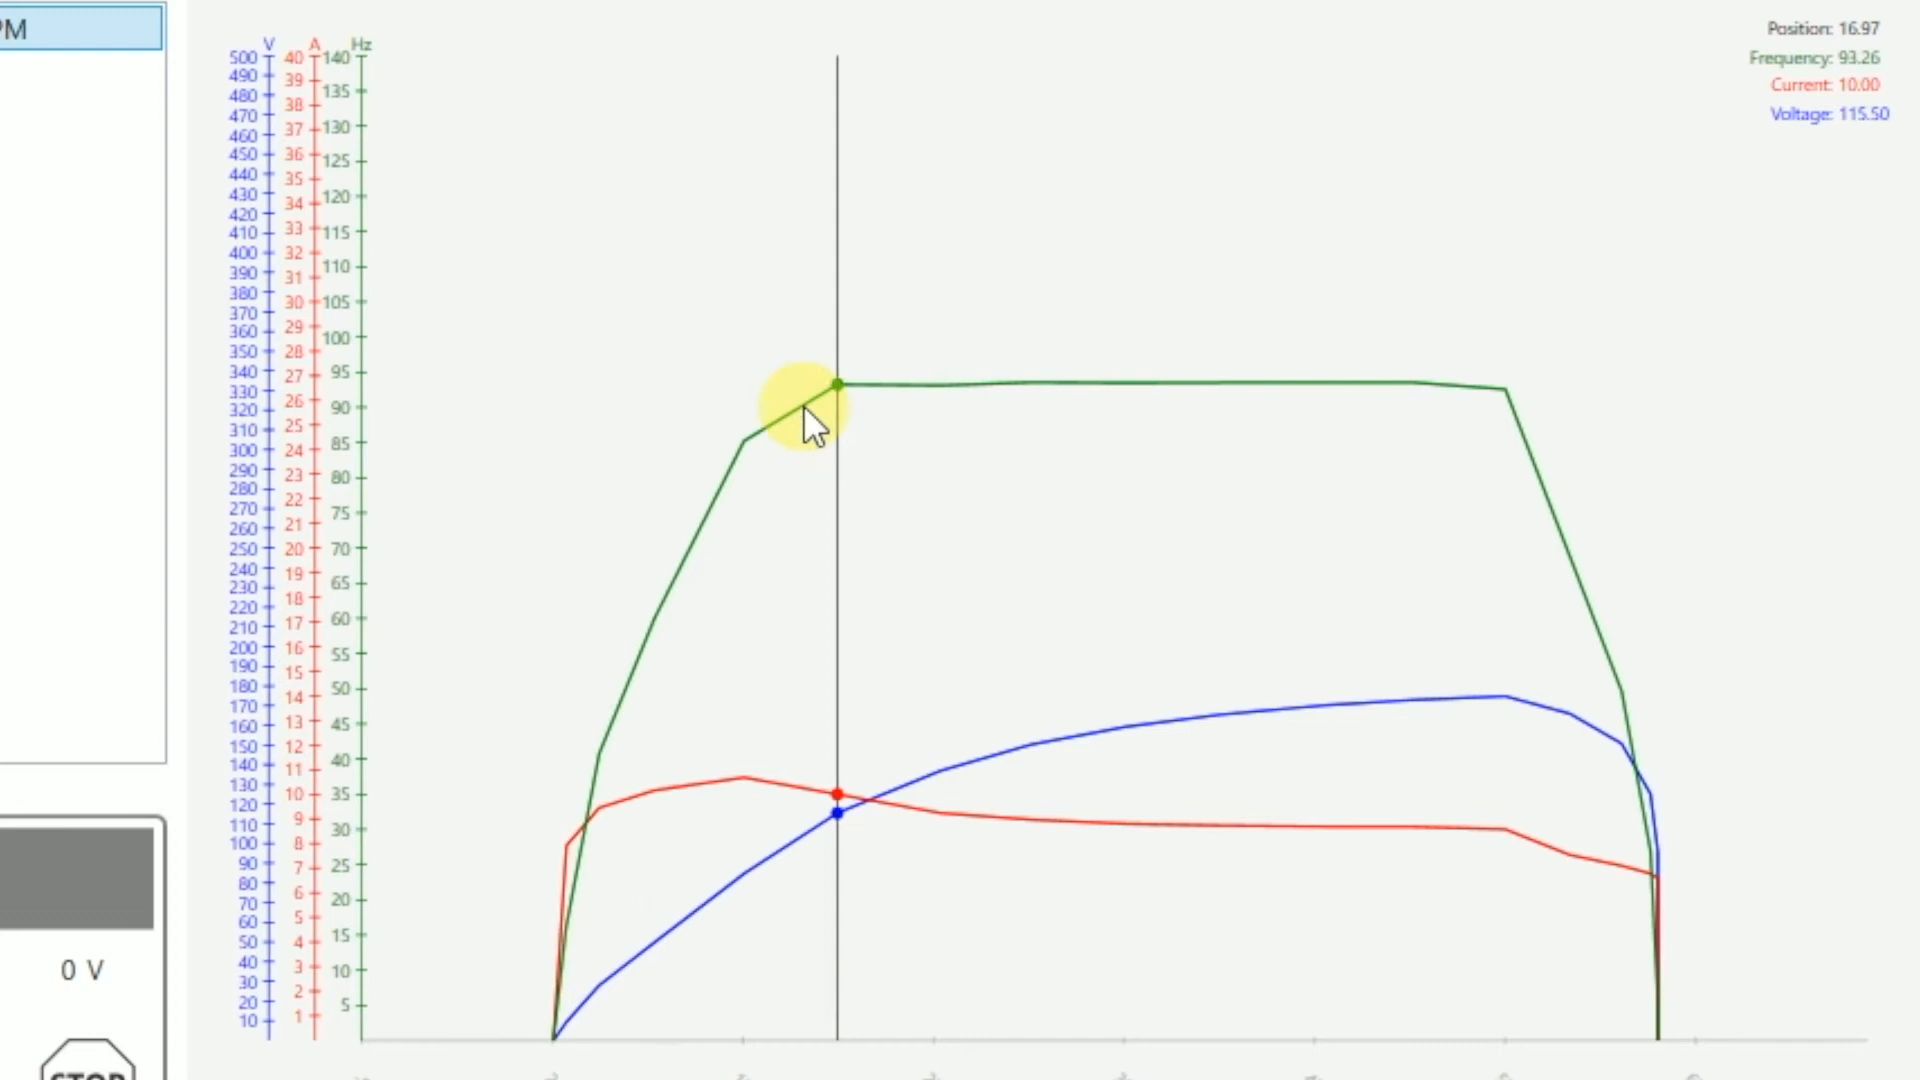 PM
V A Hz
500 40 140
490 39
480 38 135
470 37
460 36 130
450 35
440 34 125
430 33
420 32 120
410 31
400 30 115
390 29
380 28 110
370 27
360 26 105
350 25
340 24 100
330 23
320 22 95
310 21
300 20 90
290 19
280 18 85
270 17
260 16 80
250 15
240 14 75
230 13
220 12 70
210 11
200 10 65
190 9
180 8 60
170 7
160 6 55
150 5
140 4 50
130 3
120 2 45
110 1
100 40
90
80 35
70
60 30
50
40 25
30
20 20
10
15
10
5
Position: 16.97
Frequency: 93.26
Current: 10.00
Voltage: 115.50
0 V
STOP